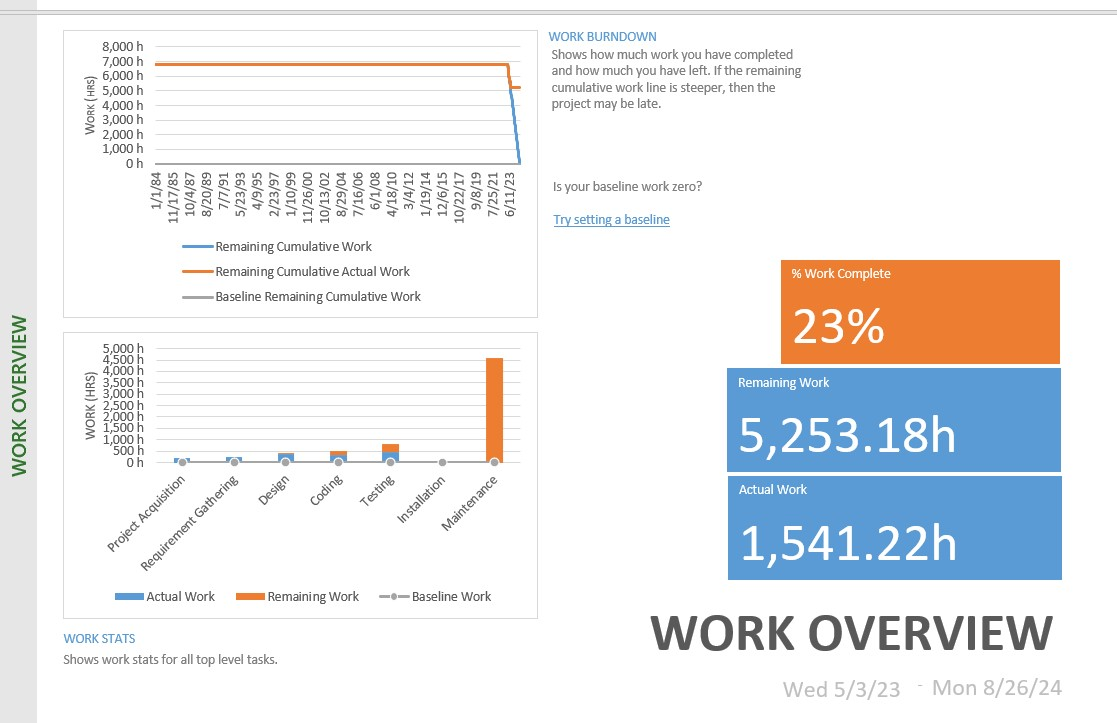 WORK OVERVIEW
8,000 h
7,000 h
6,000 h
5,000 h
4,000 h
3,000 h
2,000 h
1,000 h
0 h
WORK (HRS)
1/1/84
11/17/85
10/4/87
8/20/89
7/7/91
5/23/93
4/9/95
2/23/97
1/10/99
11/26/00
10/13/02
8/29/04
7/16/06
6/1/08
4/18/10
3/4/12
1/19/14
12/6/15
10/22/17
9/8/19
7/25/21
6/11/23
Remaining Cumulative Work
Remaining Cumulative Actual Work
Baseline Remaining Cumulative Work
WORK BURNDOWN
Shows how much work you have completed
and how much you have left. If the remaining
cumulative work line is steeper, then the
project may be late.
Is your baseline work zero?
Try setting a baseline
% Work Complete
23%
Remaining Work
5,253.18h
Actual Work
1,541.22h
5,000 h
4,500 h
4,000 h
3,500 h
3,000 h
2,500 h
2,000 h
1,500 h
1,000 h
500 h
0 h
WORK (HRS)
Project Acquisition
Requirement Gathering
Design
Coding
Testing
Installation
Maintenance
Actual Work
Remaining Work
Baseline Work
WORK STATS
Shows work stats for all top level tasks.
WORK OVERVIEW
Wed 5/3/23 - Mon 8/26/24